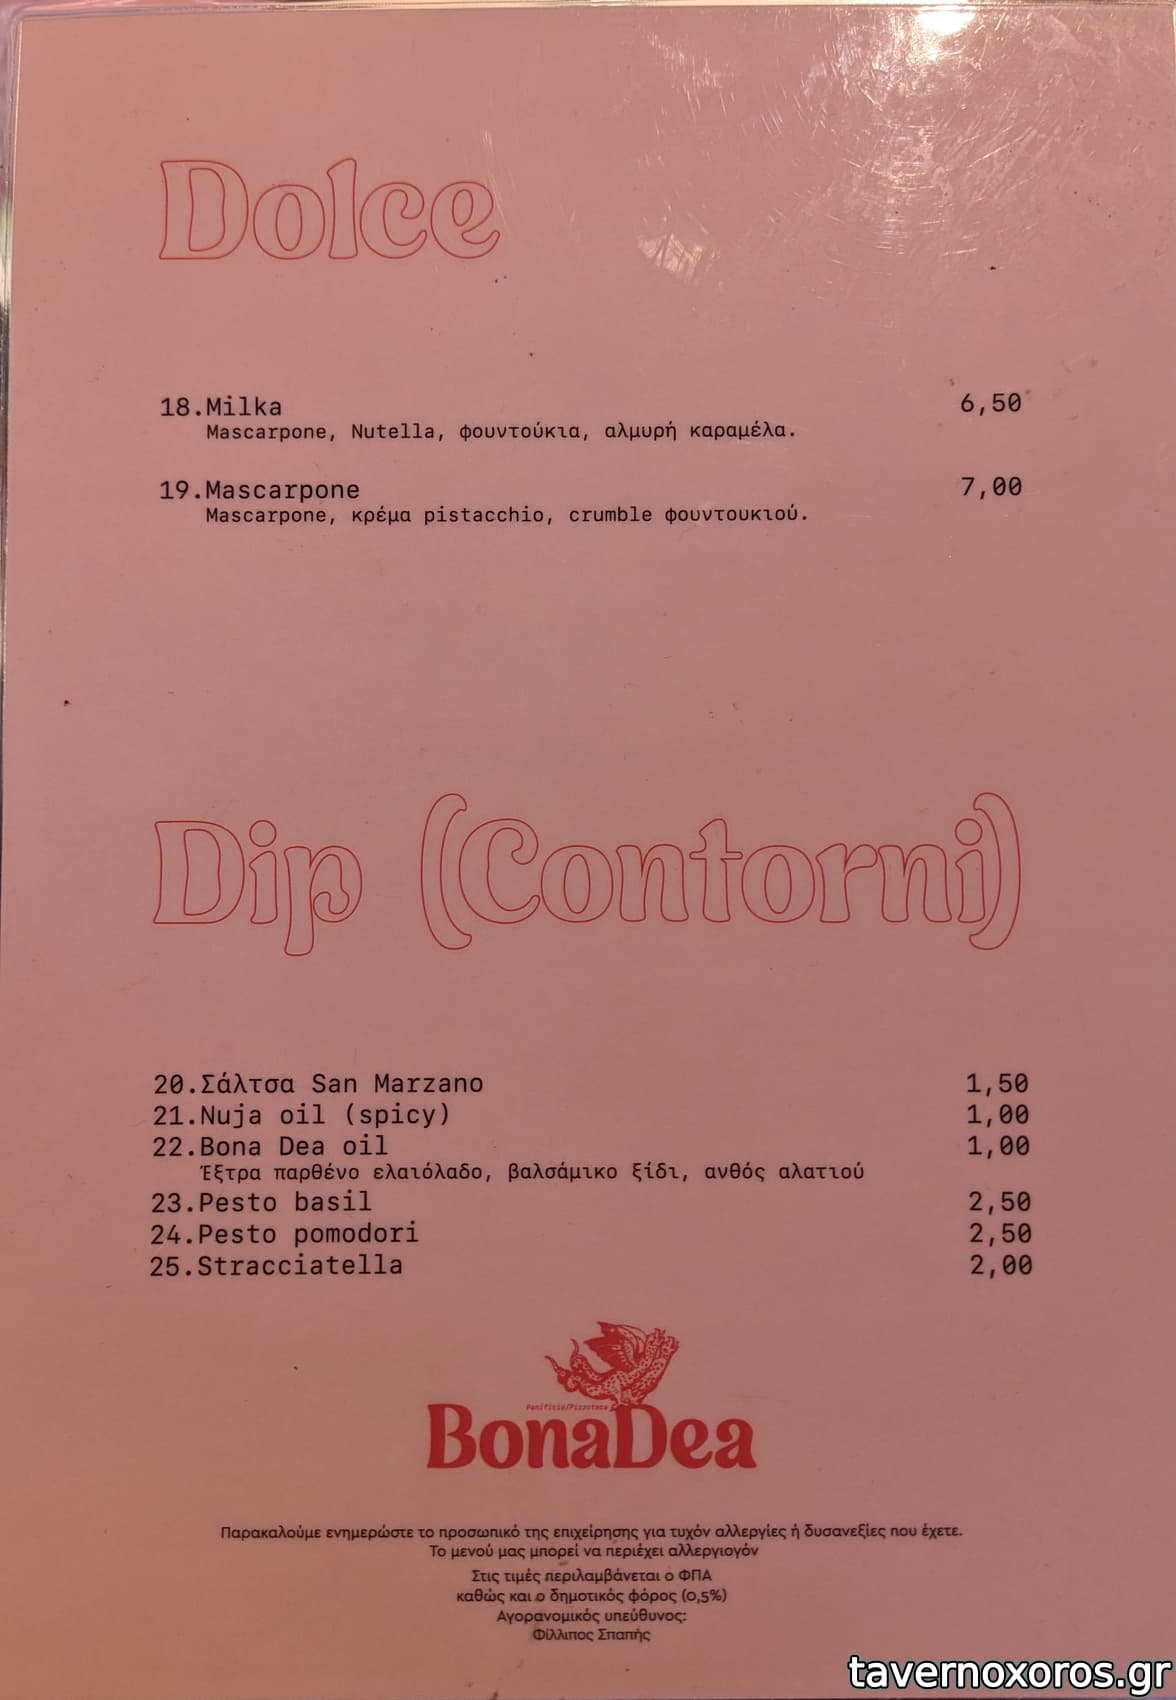 Dolce
18.Milka 6,50
Mascarpone, Nutella, φουντούκια, αλμυρή καραμέλα.
19.Mascarpone 7,00
Mascarpone, κρέμα pistacchio, crumble φουντουκιού.
Dip (Contorni)
20.Σάλτσα San Marzano 1,50
21.Nuja oil (spicy) 1,00
22.Bona Dea oil 1,00
Έξτρα παρθένο ελαιόλαδο, βαλσάμικο ξίδι, ανθός αλατιού
23.Pesto basil 2,50
24.Pesto pomodori 2,50
25.Stracciatella 2,00
Panificio/Pizzoteca
BonaDea
Παρακαλούμε ενημερώστε το προσωπικό της επιχείρησης για τυχόν αλλεργίες ή δυσανεξίες που έχετε.
Το μενού μας μπορεί να περιέχει αλλεργιογόν
Στις τιμές περιλαμβάνεται ο ΦΠΑ
καθώς και ο δημοτικός φόρος (0,5%)
Αγορανομικός υπεύθυνος:
Φίλλιπος Σπαπής
tavernoxoros.gr